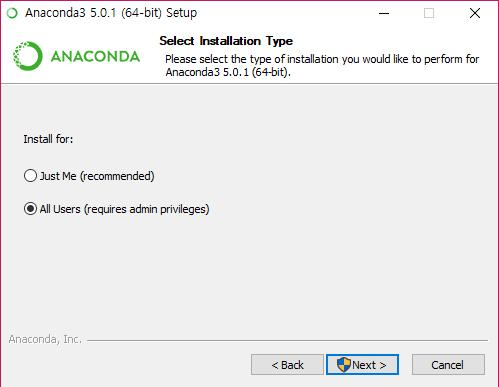 Anaconda3 5.0.1 (64-bit) Setup
ANACONDA
Select Installation Type
Please select the type of installation you would like to perform for
Anaconda3 5.0.1 (64-bit).
Install for:
Just Me (recommended)
All Users (requires admin privileges)
Anaconda, Inc.
< Back
Next >
Cancel